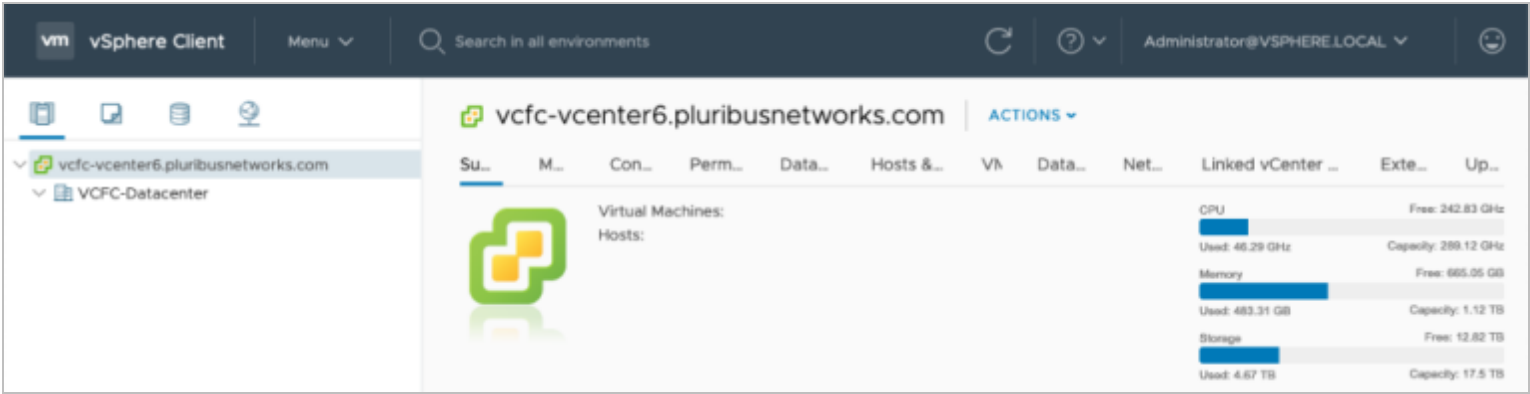 vm vSphere Client Menu Search in all environments Administrator@VSPHERE.LOCAL
vcfc-vcenter6.pluribusnetworks.com ACTIONS
vcfc-vcenter6.pluribusnetworks.com
VCFC-Datacenter
Su... M... Con... Perm... Data... Hosts &... VM Data... Net... Linked vCenter ... Exte... Up...
Virtual Machines:
Hosts:
CPU Free: 242.83 GHz
Used: 46.29 GHz Capacity: 289.12 GHz
Memory Free: 665.05 GB
Used: 483.31 GB Capacity: 1.12 TB
Storage Free: 12.82 TB
Used: 4.67 TB Capacity: 17.5 TB